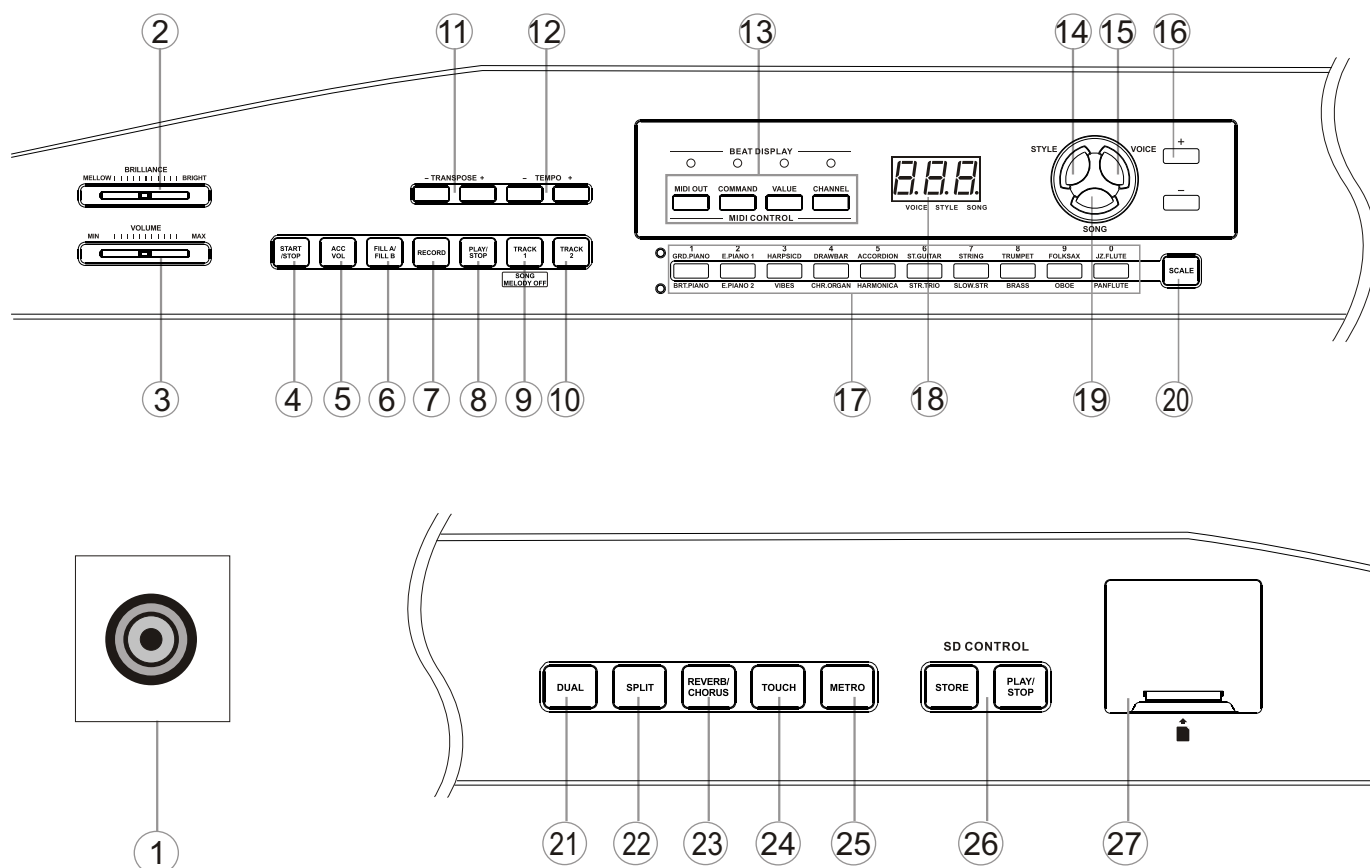 2 11 12 13 14 15 16
BRILLIANCE
MELLOW BRIGHT
VOLUME
MIN MAX
– TRANSPOSE + – TEMPO +
START /STOP
ACC VOL
FILL A/ FILL B
RECORD
PLAY/ STOP
TRACK 1
TRACK 2
SONG
MELODY OFF
BEAT DISPLAY
MIDI OUT COMMAND VALUE CHANNEL
MIDI CONTROL
8.8.8.
VOICE STYLE SONG
STYLE VOICE
SONG
+
–
1 2 3 4 5 6 7 8 9 0
GRD.PIANO E.PIANO 1 HARPSICD DRAWBAR ACCORDION ST.GUITAR STRING TRUMPET FOLKSAX JZ.FLUTE
BRT.PIANO E.PIANO 2 VIBES CHR.ORGAN HARMONICA STR.TRIO SLOW.STR BRASS OBOE PANFLUTE
SCALE
3 4 5 6 7 8 9 10 17 18 19 20
SD CONTROL
DUAL
SPLIT
REVERB/ CHORUS
TOUCH
METRO
STORE
PLAY/ STOP
1 21 22 23 24 25 26 27